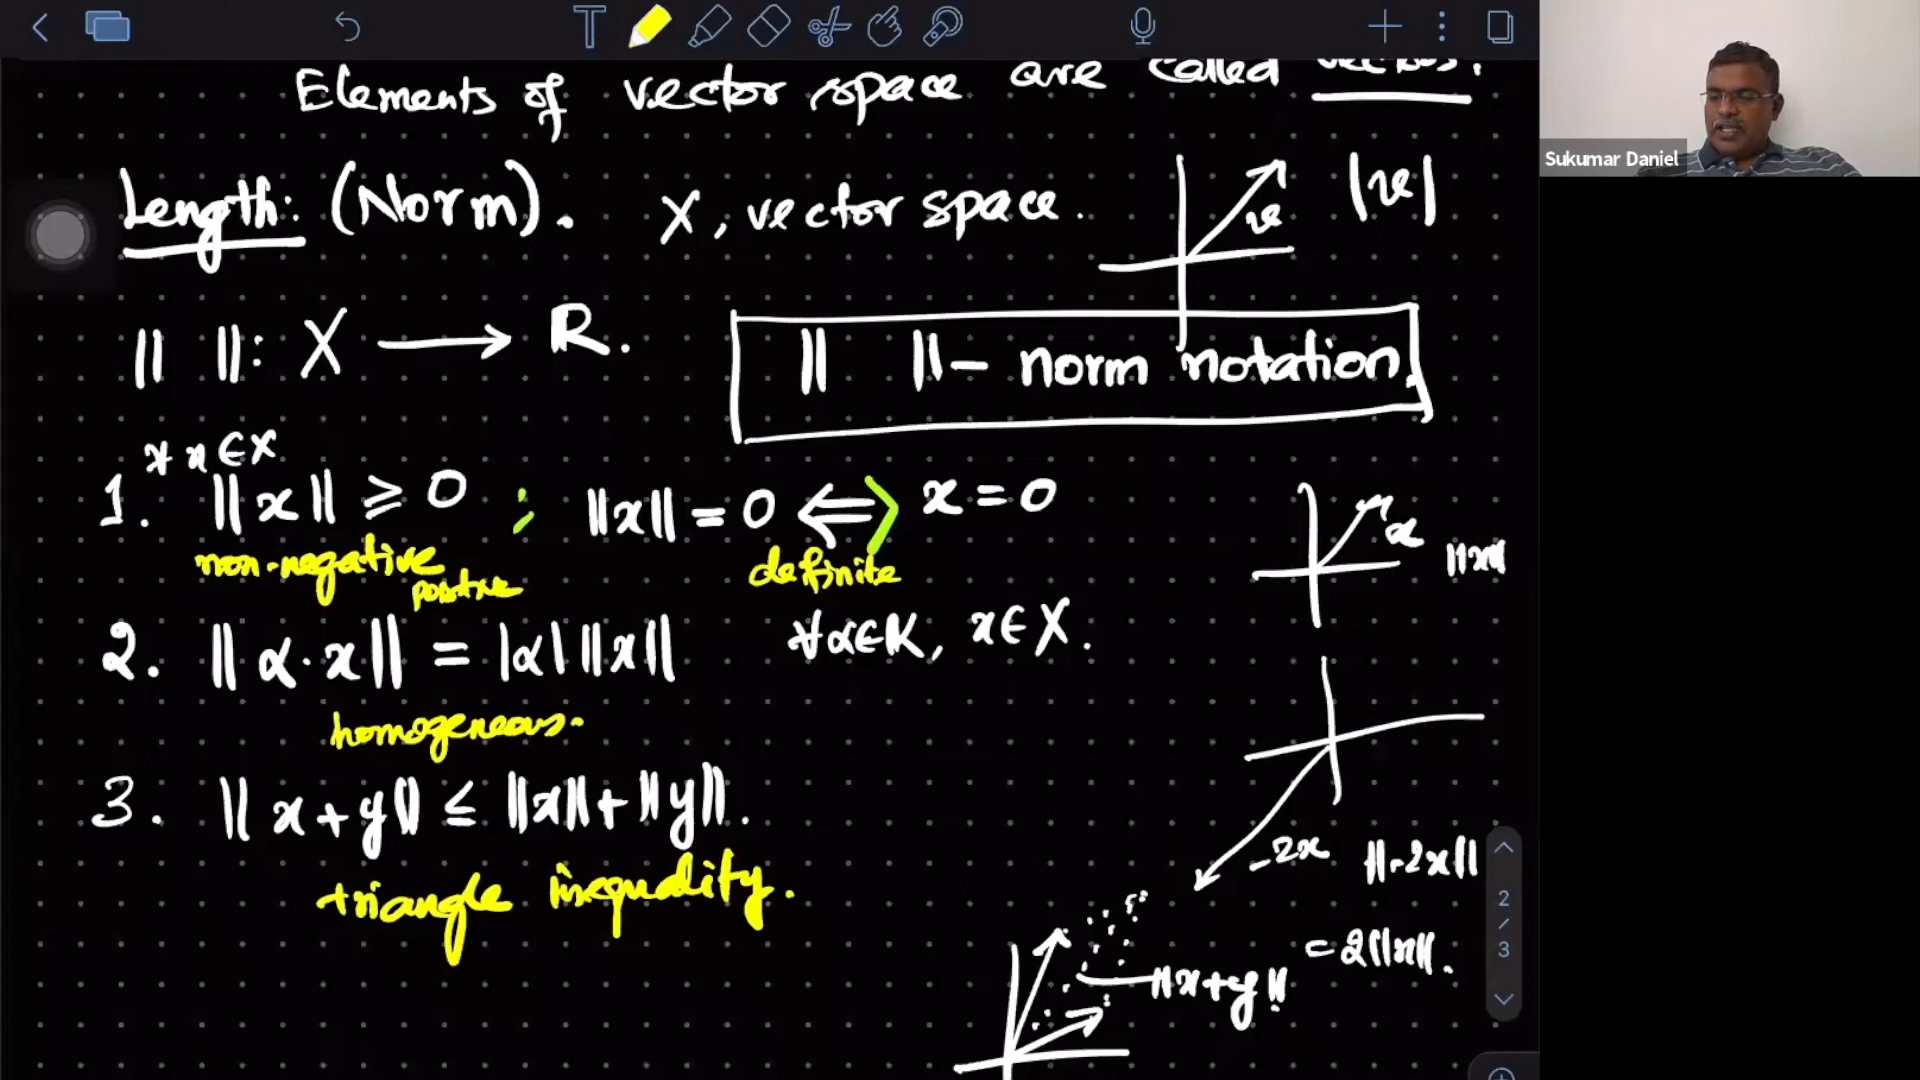 Elements of vector space are called vectors.
Length: (Norm). X, vector space. v |v|
|| ||: X → R. || || – norm notation.
∀ x ∈ X
1. ||x|| ⩾ 0 ; ||x|| = 0 ⟺ x = 0
x ||x||
non-negative positive definite
2. ||α·x|| = |α| ||x|| ∀ α∈K, x∈X.
homogeneous.
3. ||x+y|| ≤ ||x|| + ||y||.
triangle inequality.
-2x ||-2x||
= 2||x||.
||x+y||
2
/
3
Sukumar Daniel